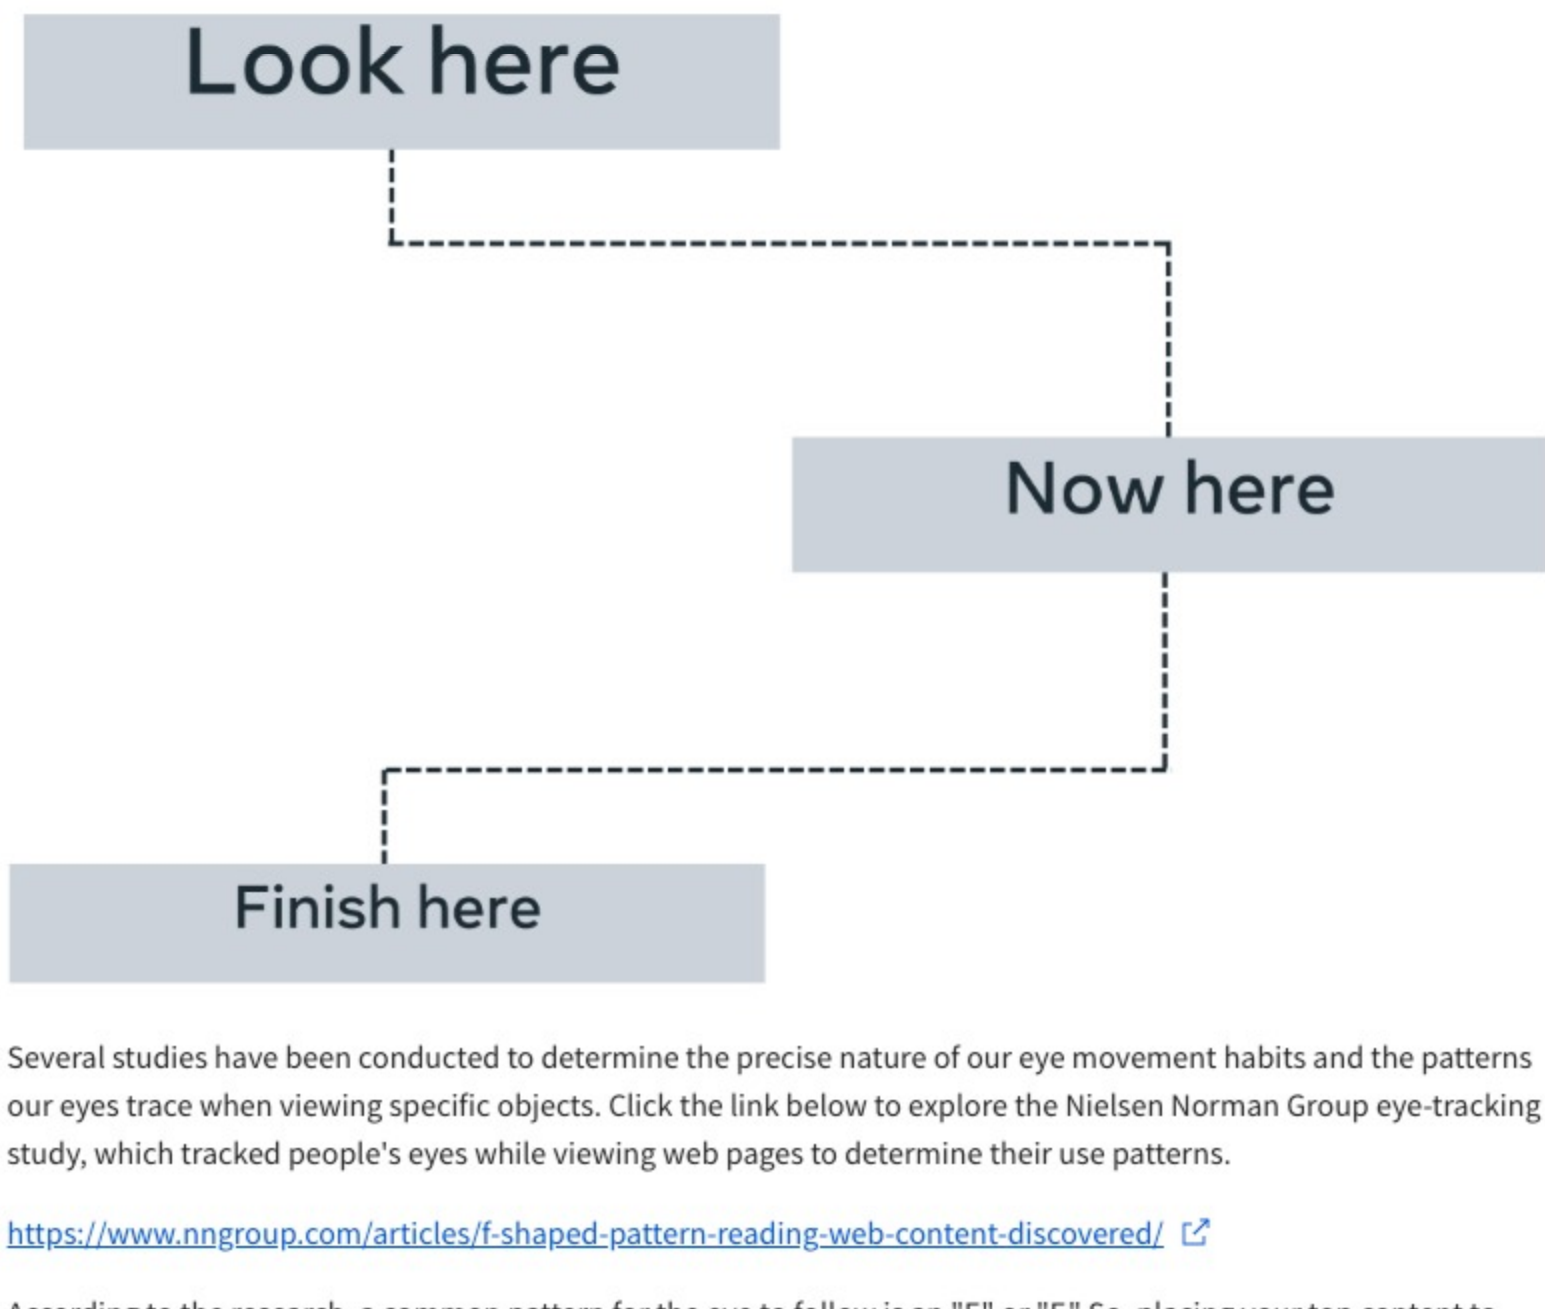 Look here
Now here
Finish here
Several studies have been conducted to determine the precise nature of our eye movement habits and the patterns
our eyes trace when viewing specific objects. Click the link below to explore the Nielsen Norman Group eye-tracking
study, which tracked people's eyes while viewing web pages to determine their use patterns.
https://www.nngroup.com/articles/f-shaped-pattern-reading-web-content-discovered/